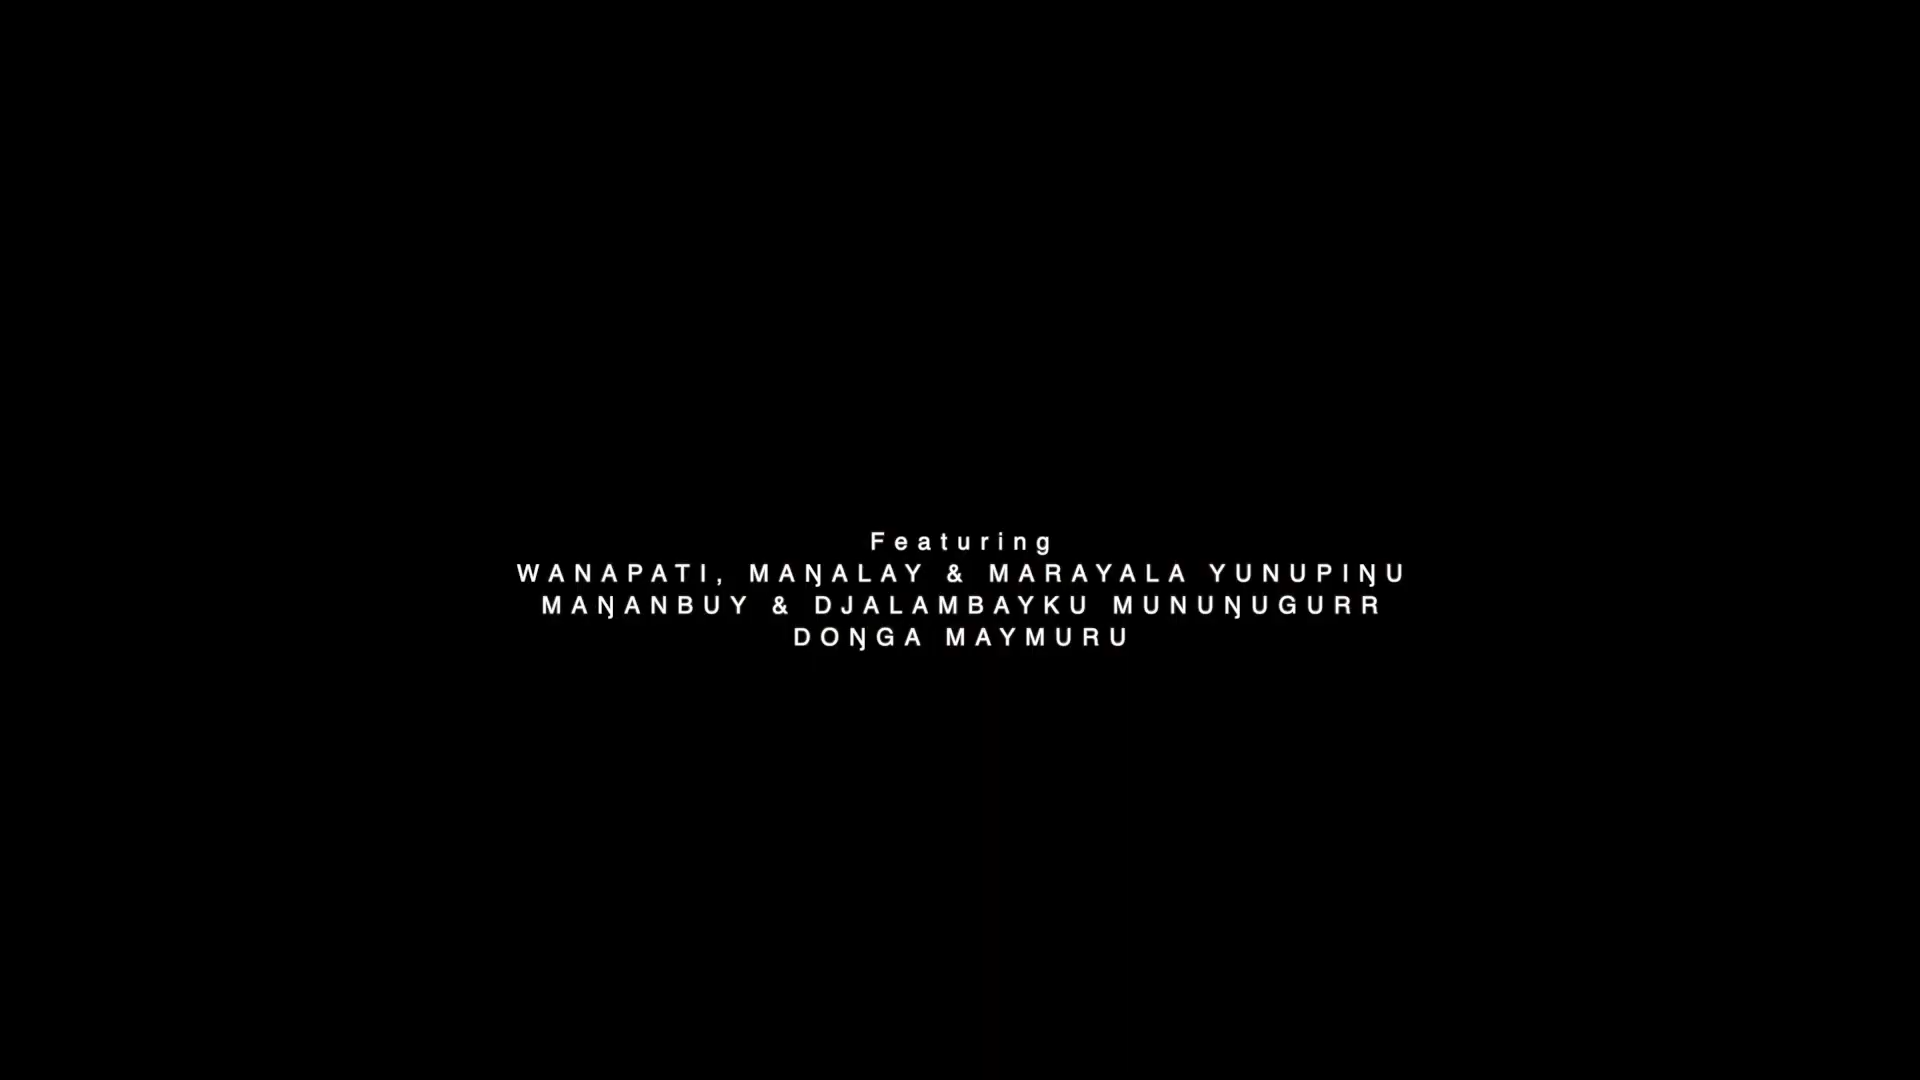 Featuring
WANAPATI, MAŊALAY & MARAYALA YUNUPIŊU
MAŊANBUY & DJALAMBAYKU MUNUŊUGURR
DOŊGA MAYMURU